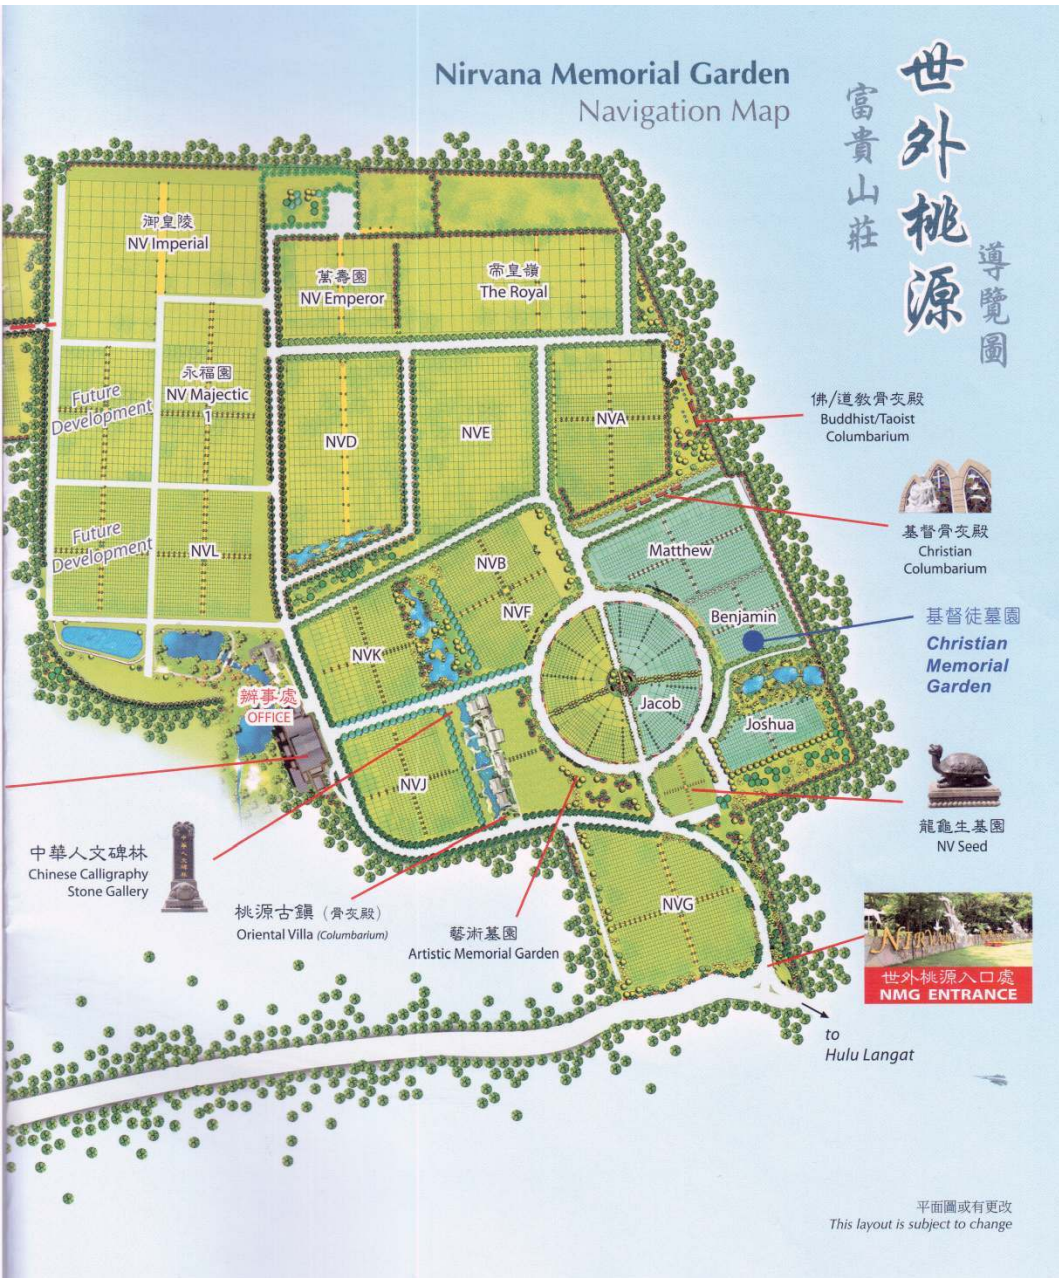 Nirvana Memorial Garden
Navigation Map
世外桃源
富貴山莊
導覽圖
御皇陵
NV Imperial
萬壽園
NV Emperor
帝皇嶺
The Royal
永福園
NV Majectic
1
Future
Development
NVD
NVE
NVA
佛/道教骨灰殿
Buddhist/Taoist
Columbarium
基督骨灰殿
Christian
Columbarium
Future
Development
NVL
NVB
Matthew
NVF
Benjamin
基督徒墓園
Christian
Memorial
Garden
NVK
辦事處
OFFICE
Jacob
Joshua
NVJ
龍龜生基園
NV Seed
中華人文碑林
Chinese Calligraphy
Stone Gallery
中華人文碑林
桃源古鎮（骨灰殿）
Oriental Villa (Columbarium)
藝術墓園
Artistic Memorial Garden
NVG
世外桃源入口處
NMG ENTRANCE
to
Hulu Langat
平面圖或有更改
This layout is subject to change